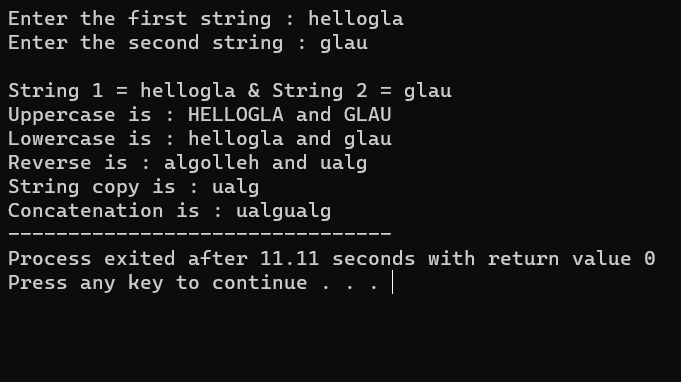 Enter the first string : hellogla
Enter the second string : glau
String 1 = hellogla & String 2 = glau
Uppercase is : HELLOGLA and GLAU
Lowercase is : hellogla and glau
Reverse is : algolleh and ualg
String copy is : ualg
Concatenation is : ualgualg
--------------------------------
Process exited after 11.11 seconds with return value 0
Press any key to continue . . .